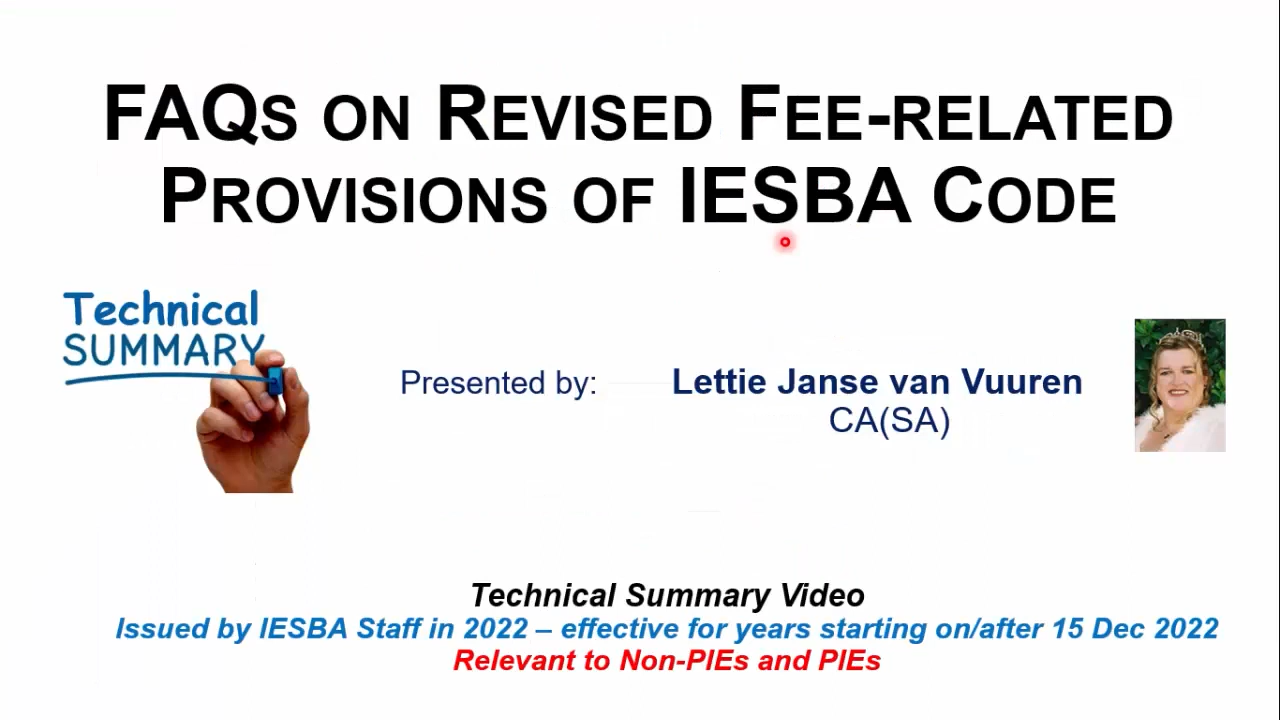 FAQs on Revised Fee-related
Provisions of IESBA Code
Technical
SUMMARY
Presented by: Lettie Janse van Vuuren
CA(SA)
Technical Summary Video
Issued by IESBA Staff in 2022 – effective for years starting on/after 15 Dec 2022
Relevant to Non-PIEs and PIEs